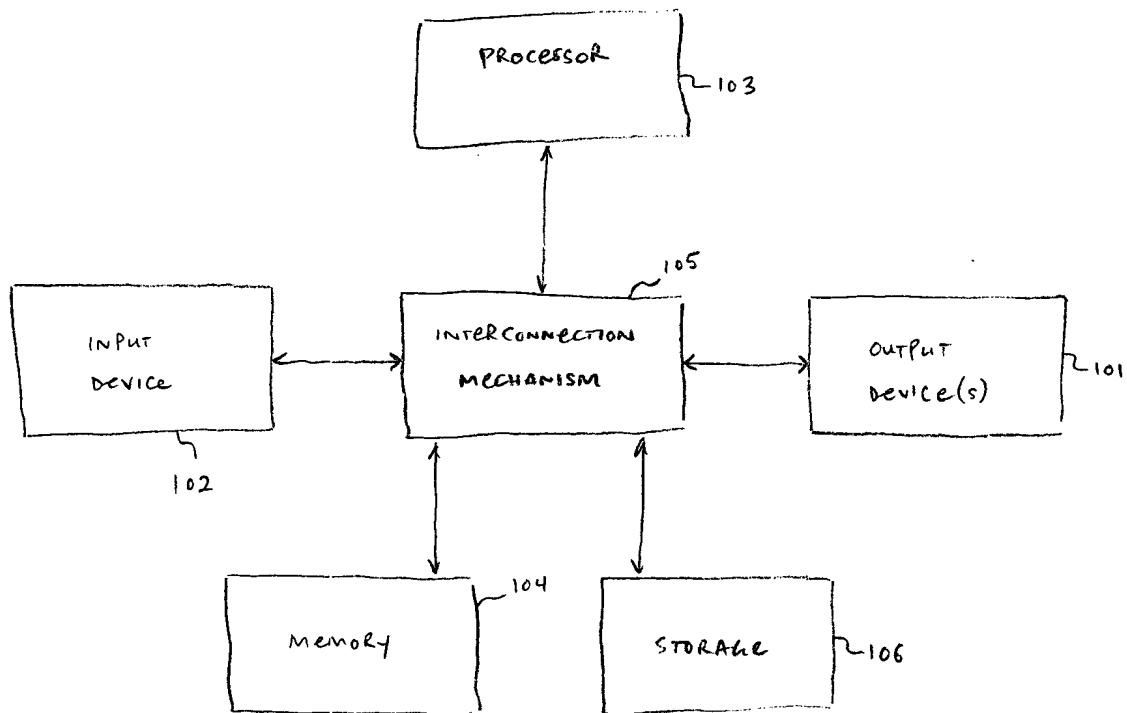 PROCESSOR
103
105
INPUT
DEVICE
INTERCONNECTION
MECHANISM
OUTPUT
DEVICE(S)
101
102
MEMORY
104
STORAGE
106